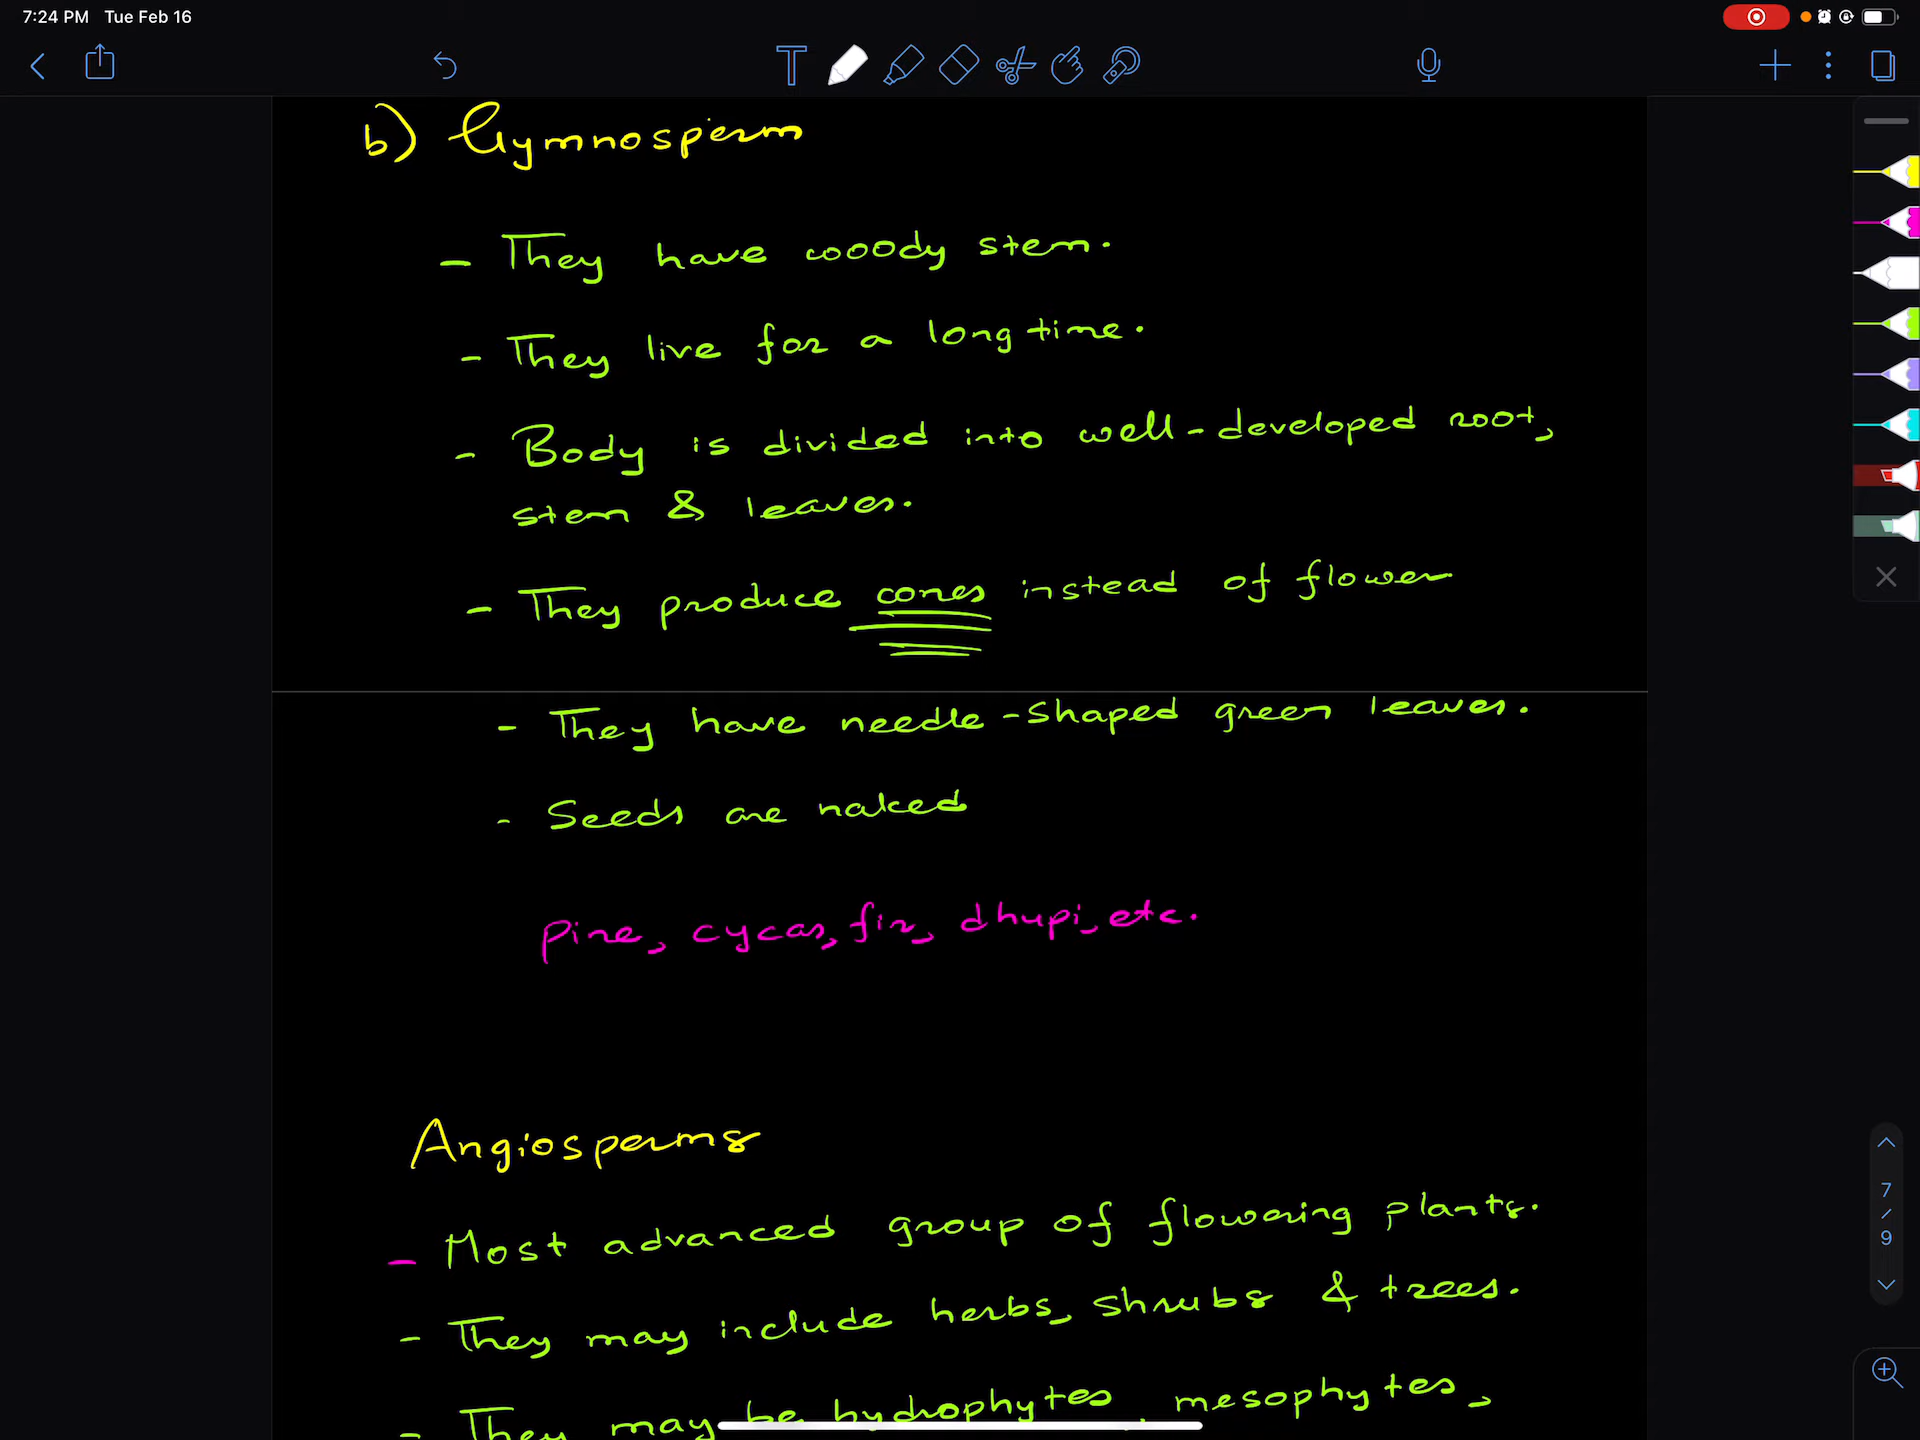 7:24 PM Tue Feb 16
b) Gymnosperm
- They have woody stem.
- They live for a long time.
- Body is divided into well-developed root,
stem & leaves.
- They produce cones instead of flower
- They have needle-shaped green leaves.
- Seeds are naked
pine, cycas, fir, dhupi, etc.
Angiosperms
- Most advanced group of flowering plants.
- They may include herbs, shrubs & trees.
- They may be hydrophytes, mesophytes,
7
/
9